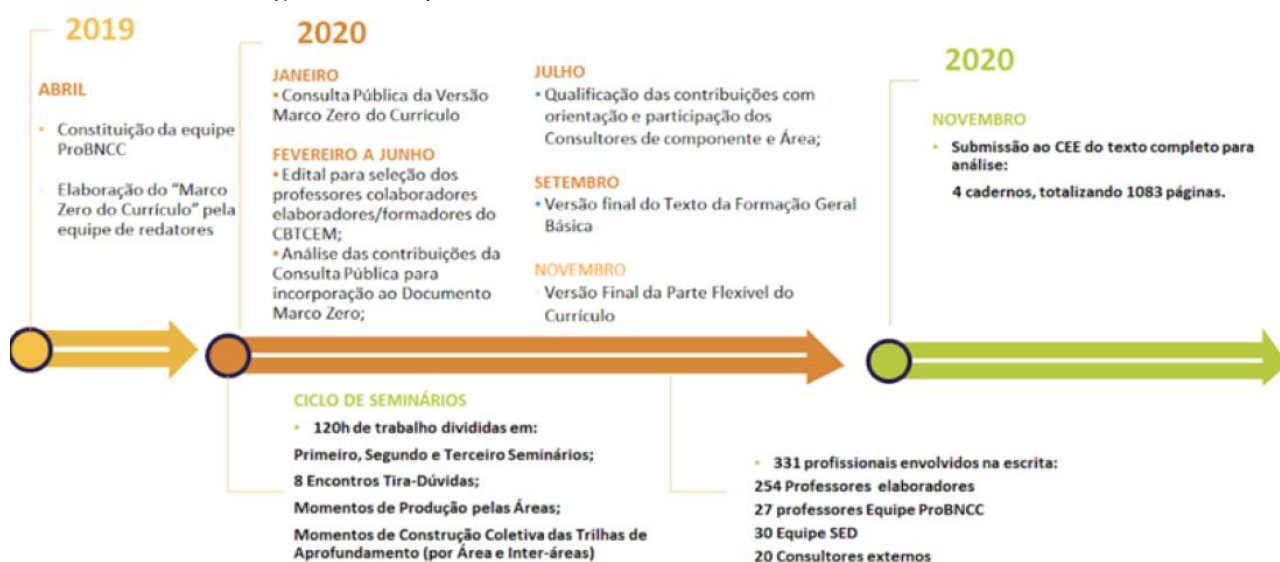 2019
ABRIL
• Constituição da equipe
ProBNCC
Elaboração do "Marco
Zero do Currículo" pela
equipe de redatores
2020
JANEIRO
• Consulta Pública da Versão
Marco Zero do Currículo
FEVEREIRO A JUNHO
• Edital para seleção dos
professores colaboradores
elaboradores/formadores do
CBTCEM;
• Análise das contribuições da
Consulta Pública para
incorporação ao Documento
Marco Zero;
JULHO
• Qualificação das contribuições com
orientação e participação dos
Consultores de componente e Área;
SETEMBRO
• Versão final do Texto da Formação Geral
Básica
NOVEMBRO
Versão Final da Parte Flexível do
Currículo
2020
NOVEMBRO
• Submissão ao CEE do texto completo para
análise:
4 cadernos, totalizando 1083 páginas.
CICLO DE SEMINÁRIOS
• 120h de trabalho divididas em:
Primeiro, Segundo e Terceiro Seminários;
8 Encontros Tira-Dúvidas;
Momentos de Produção pelas Áreas;
Momentos de Construção Coletiva das Trilhas de
Aprofundamento (por Área e Inter-áreas)
• 331 profissionais envolvidos na escrita:
254 Professores elaboradores
27 professores Equipe ProBNCC
30 Equipe SED
20 Consultores externos